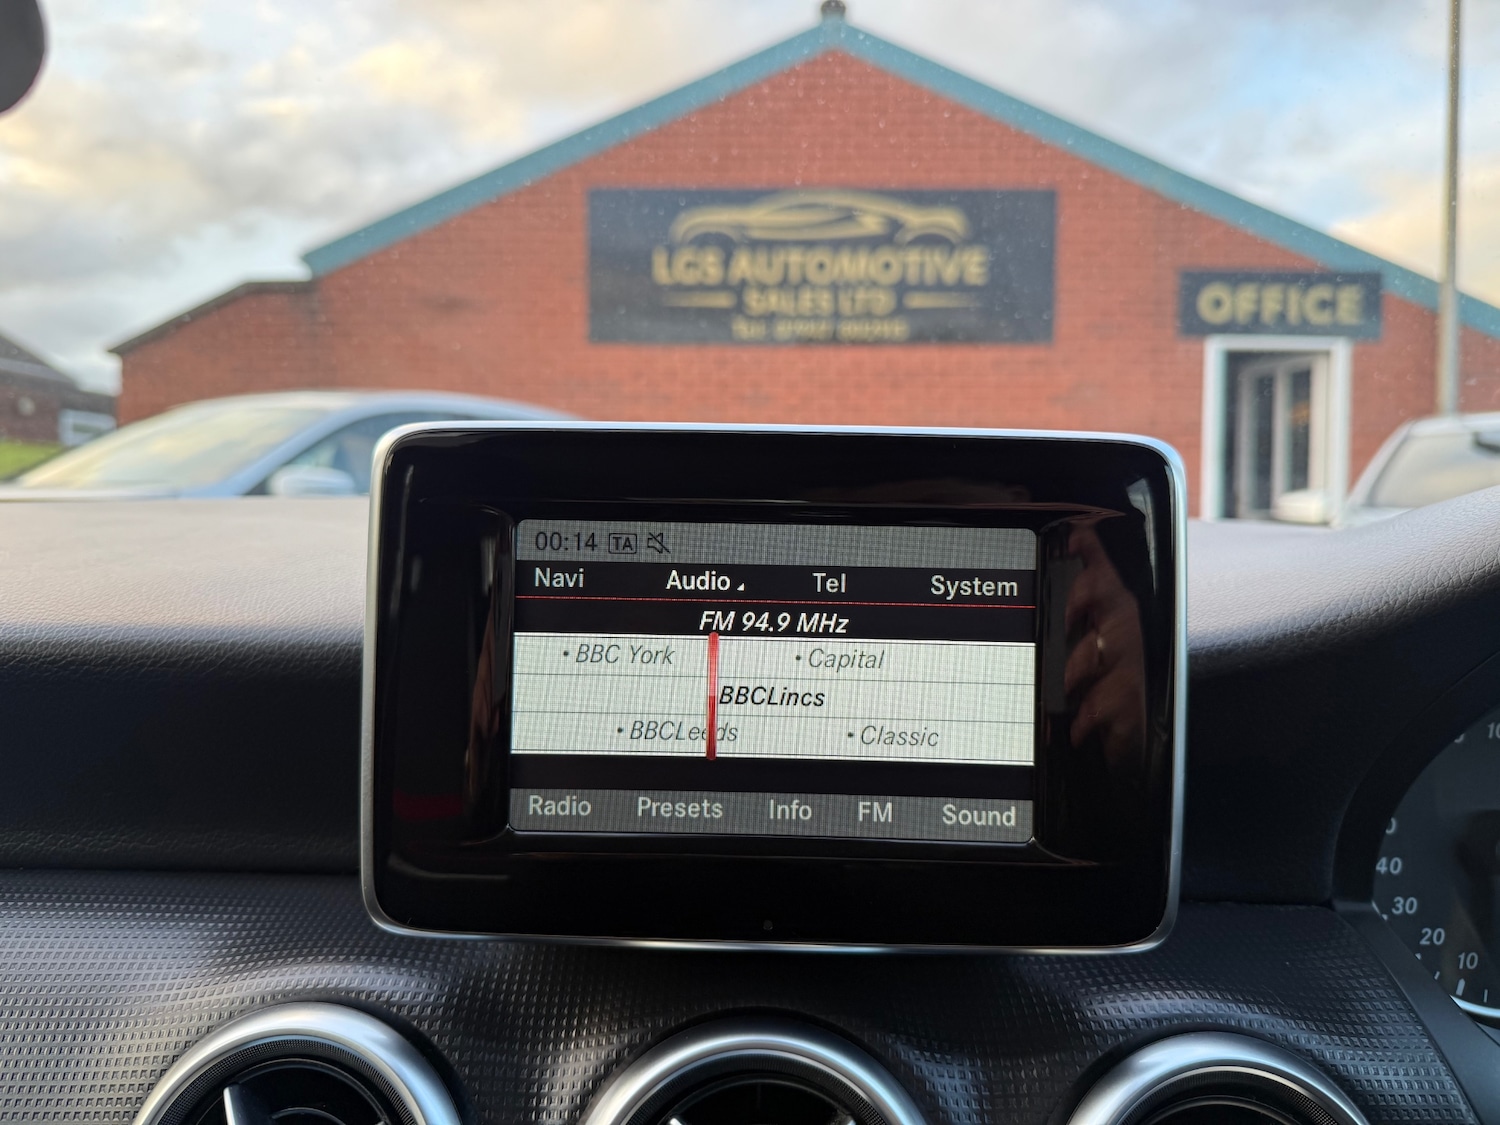 LGS AUTOMOTIVE
SALES LTD
OFFICE
00:14 TA
Navi Audio Tel System
FM 94.9 MHz
• BBC York • Capital
BBCLincs
• BBCLeeds • Classic
Radio Presets Info FM Sound
40
30
20
10